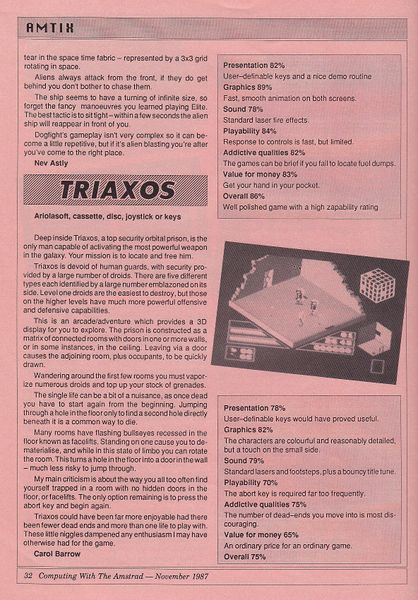 AMTIX
tear in the space time fabric – represented by a 3x3 grid
rotating in space.
Aliens always attack from the front, if they do get
behind you don't bother to chase them.
The ship seems to have a turning of infinite size, so
forget the fancy manoeuvres you learned playing Elite.
The best tactic is to sit tight – within a few seconds the alien
ship will reappear in front of you.
Dogfight's gameplay isn't very complex so it can be-
come a little repetitive, but if it's alien blasting you're after
you've come to the right place.
Nev Astly
TRIAXOS
Ariolasoft, cassette, disc, joystick or keys
Deep inside Triaxos, a top security orbital prison, is the
only man capable of activating the most powerful weapon
in the galaxy. Your mission is to locate and free him.
Triaxos is devoid of human guards, with security pro-
vided by a large number of droids. There are five different
types each identified by a large number emblazoned on its
side. Level one droids are the easiest to destroy, but those
on the higher levels have much more powerful offensive
and defensive capabilities.
This is an arcade/adventure which provides a 3D
display for you to explore. The prison is constructed as a
matrix of connected rooms with doors in one or more walls,
or in some instances, in the ceiling. Leaving via a door
causes the adjoining room, plus occupants, to be quickly
drawn.
Wandering around the first few rooms you must vapor-
ize numerous droids and top up your stock of grenades.
The single life can be a bit of a nuisance, as once dead
you have to start again from the beginning. Jumping
through a hole in the floor only to find a second hole directly
beneath it is a common way to die.
Many rooms have flashing bullseyes recessed in the
floor known as facelifts. Standing on one cause you to de-
materialise, and while in this state of limbo you can rotate
the room. This turns a hole in the floor into a door in the wall
– much less risky to jump through.
My main criticism is about the way you all too often find
yourself trapped in a room with no hidden doors in the
floor, or facelifts. The only option remaining is to press the
abort key and begin again.
Triaxos could have been far more enjoyable had there
been fewer dead ends and more than one life to play with.
These little niggles dampened any enthusiasm I may have
otherwise had for the game.
Carol Barrow
Presentation 82%
User–definable keys and a nice demo routine
Graphics 89%
Fast, smooth animation on both screens.
Sound 78%
Standard laser fire effects.
Playability 84%
Response to controls is fast, but limited.
Addictive qualities 82%
The games can be brief if you fail to locate fuel dumps.
Value for money 83%
Get your hand in your pocket.
Overall 86%
Well polished game with a high zapability rating
Presentation 78%
User–definable keys would have proved useful.
Graphics 82%
The characters are colourful and reasonably detailed,
but a touch on the small side.
Sound 79%
Standard lasers and footsteps, plus a bouncy title tune.
Playability 70%
The abort key is required far too frequently.
Addictive qualities 75%
The number of dead–ends you move into is most dis-
couraging.
Value for money 65%
An ordinary price for an ordinary game.
Overall 75%
32 Computing With The Amstrad — November 1987